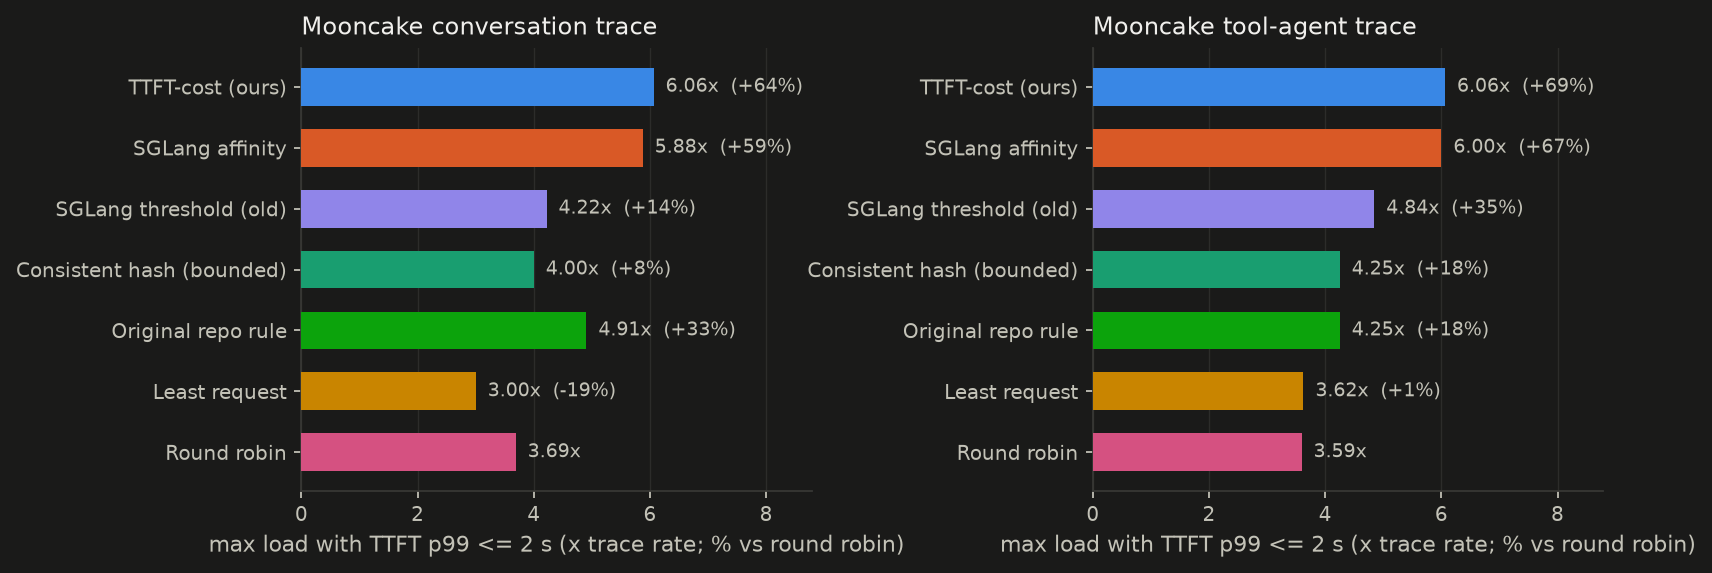 Mooncake conversation trace
TTFT-cost (ours)
6.06x (+64%)
SGLang affinity
5.88x (+59%)
SGLang threshold (old)
4.22x (+14%)
Consistent hash (bounded)
4.00x (+8%)
Original repo rule
4.91x (+33%)
Least request
3.00x (-19%)
Round robin
3.69x
0 2 4 6 8
max load with TTFT p99 <= 2 s (x trace rate; % vs round robin)
Mooncake tool-agent trace
TTFT-cost (ours)
6.06x (+69%)
SGLang affinity
6.00x (+67%)
SGLang threshold (old)
4.84x (+35%)
Consistent hash (bounded)
4.25x (+18%)
Original repo rule
4.25x (+18%)
Least request
3.62x (+1%)
Round robin
3.59x
0 2 4 6 8
max load with TTFT p99 <= 2 s (x trace rate; % vs round robin)